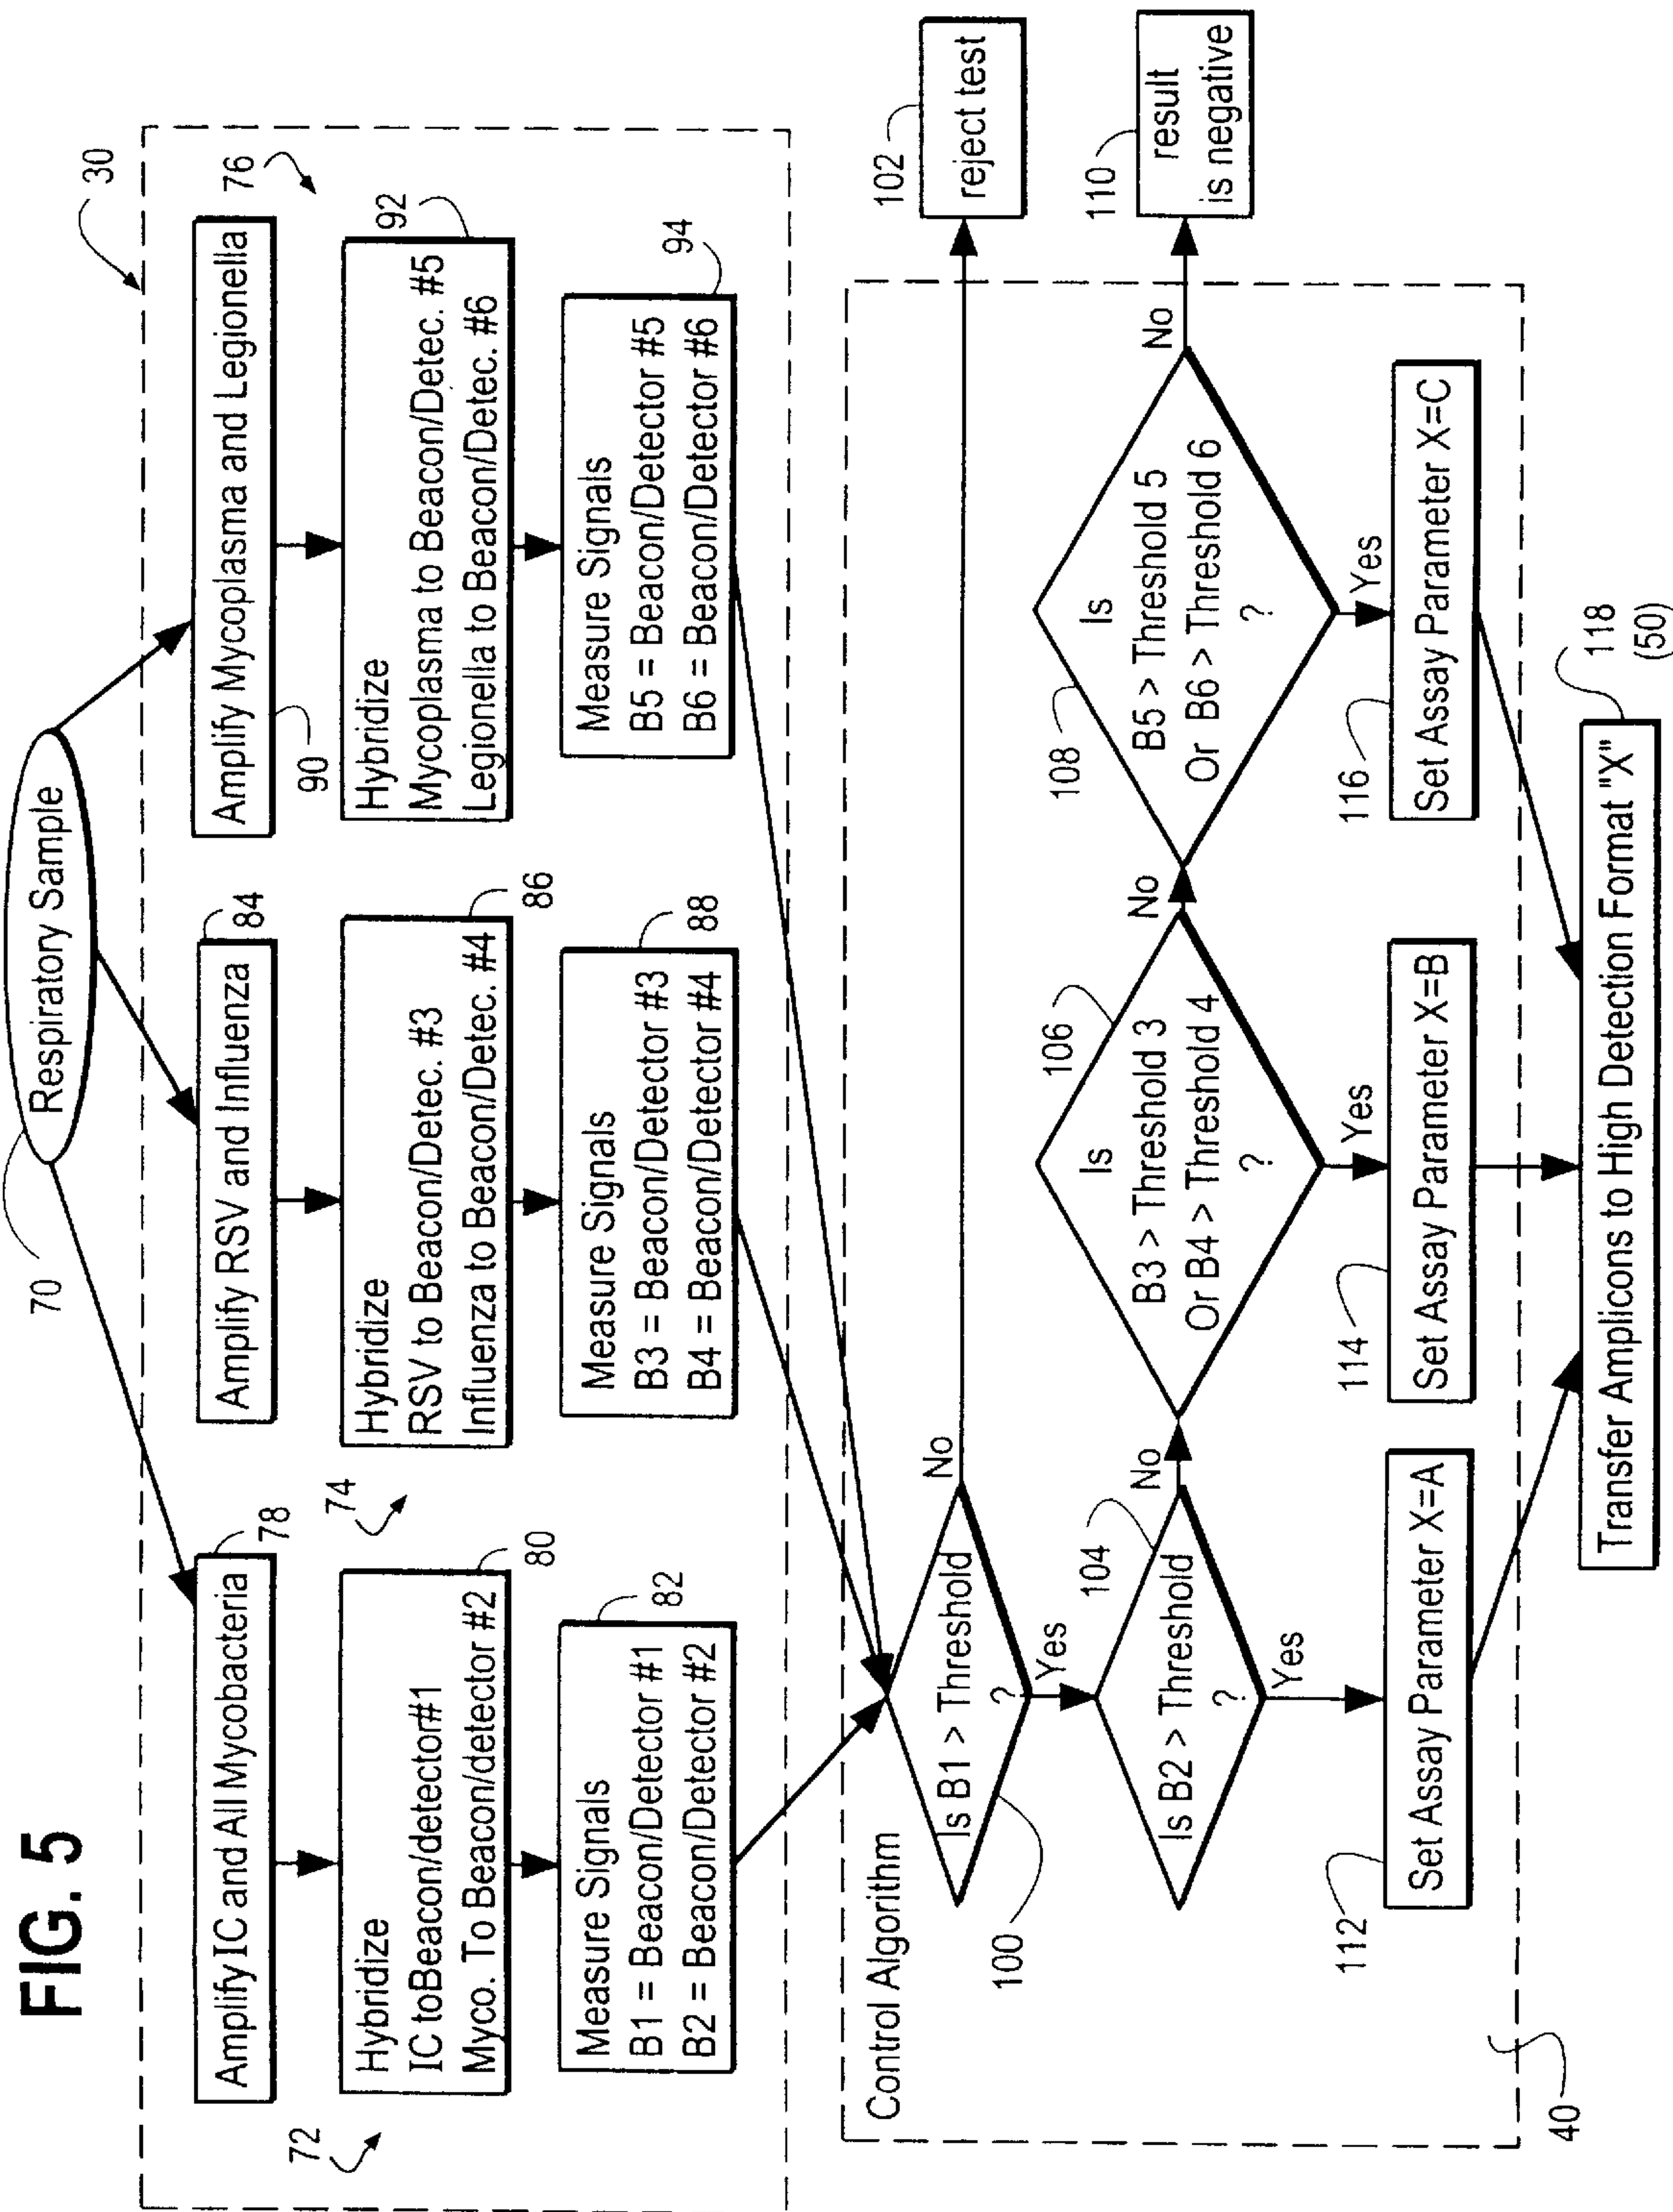 FIG. 5
70
Respiratory Sample
30
72
Amplify IC and All Mycobacteria
78
Hybridize
IC toBeacon/detector#1
Myco. To Beacon/detector #2
80
Measure Signals
B1 = Beacon/Detector #1
B2 = Beacon/Detector #2
82
74
Amplify RSV and Influenza
84
Hybridize
RSV to Beacon/Detec. #3
Influenza to Beacon/Detec. #4
86
Measure Signals
B3 = Beacon/Detector #3
B4 = Beacon/Detector #4
88
76
Amplify Mycoplasma and Legionella
90
Hybridize
Mycoplasma to Beacon/Detec. #5
Legionella to Beacon/Detec. #6
92
Measure Signals
B5 = Beacon/Detector #5
B6 = Beacon/Detector #6
94
Control Algorithm
Is B1 > Threshold
?
100
No
Yes
102
reject test
Is B2 > Threshold
?
104
No
Yes
106
Is
B3 > Threshold 3
Or B4 > Threshold 4
?
No
Yes
108
Is
B5 > Threshold 5
Or B6 > Threshold 6
?
No
Yes
110
result
is negative
112
Set Assay Parameter X=A
114
Set Assay Parameter X=B
116
Set Assay Parameter X=C
40
Transfer Amplicons to High Detection Format "X"
118
(50)